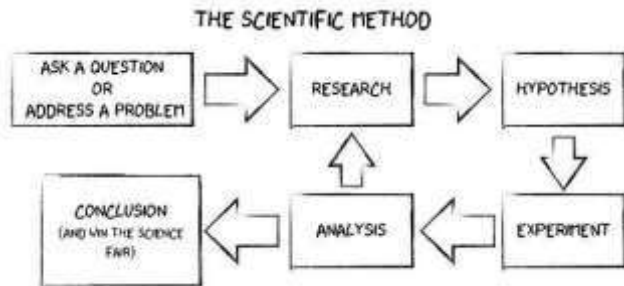 THE SCIENTIFIC METHOD
ASK A QUESTION
OR
ADDRESS A PROBLEM
RESEARCH
HYPOTHESIS
EXPERIMENT
ANALYSIS
CONCLUSION
(AND WIN THE SCIENCE
FAIR)